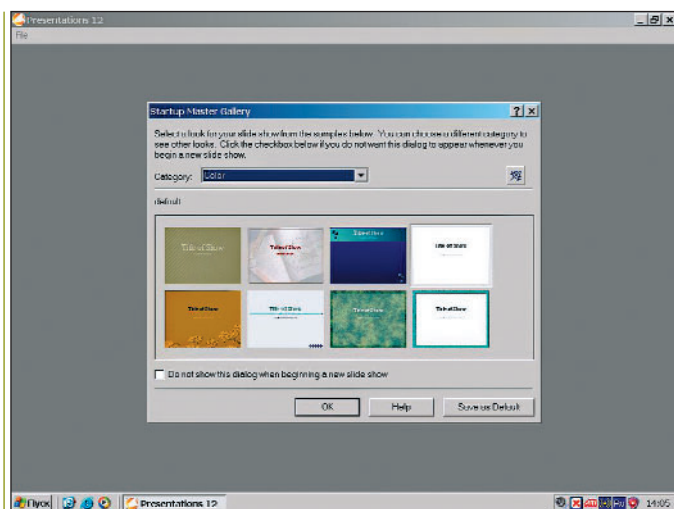 Presentations 12
File
Startup Master Gallery
Select a look for your slide show from the samples below. You can choose a different category to
see other looks. Click the checkbox below if you do not want this dialog to appear whenever you
begin a new slide show.
Category: Color
default
Title of Show Title of Show Title of Show Title of Show
Title of Show Title of Show Title of Show Title of Show
Do not show this dialog when beginning a new slide show
OK Help Save as Default
Пуск Presentations 12 Ru 14:05